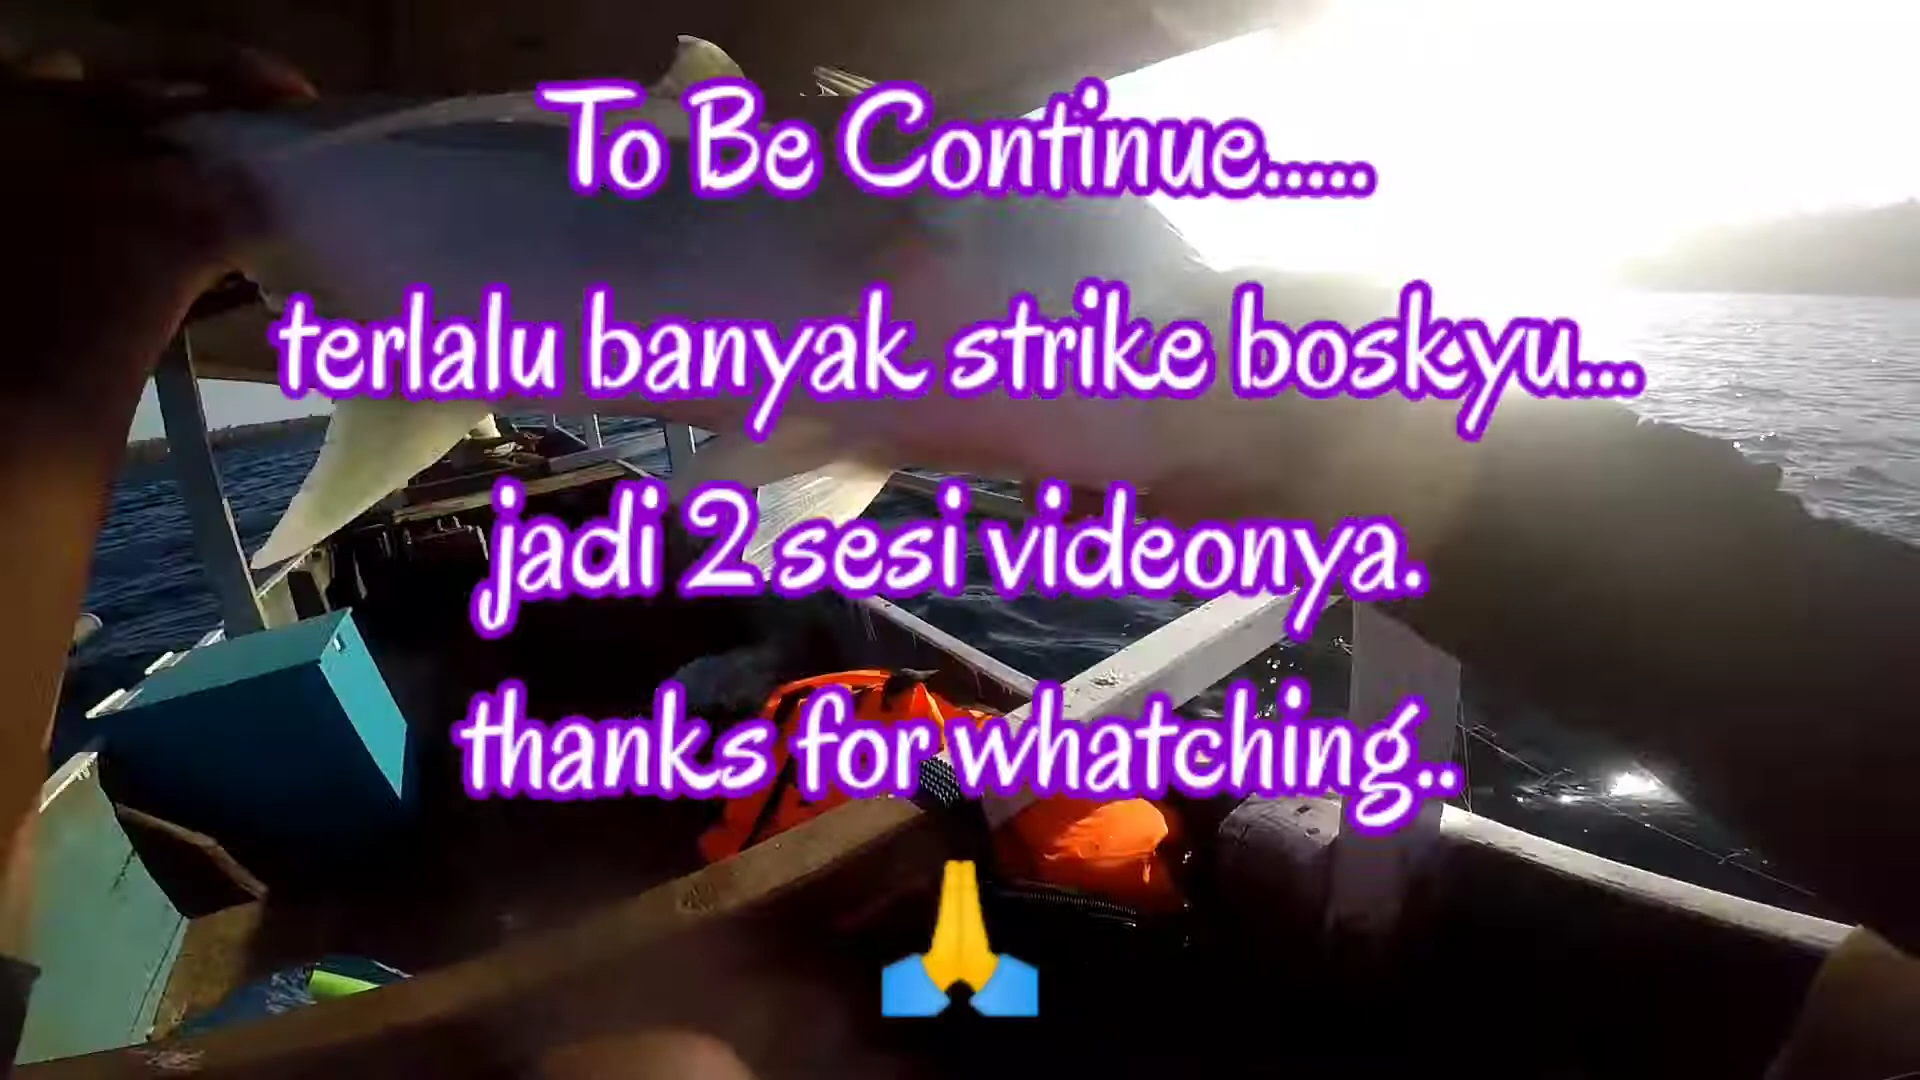 To Be Continue.....
terlalu banyak strike boskyu...
jadi 2 sesi videonya.
thanks for whatching..
🙏